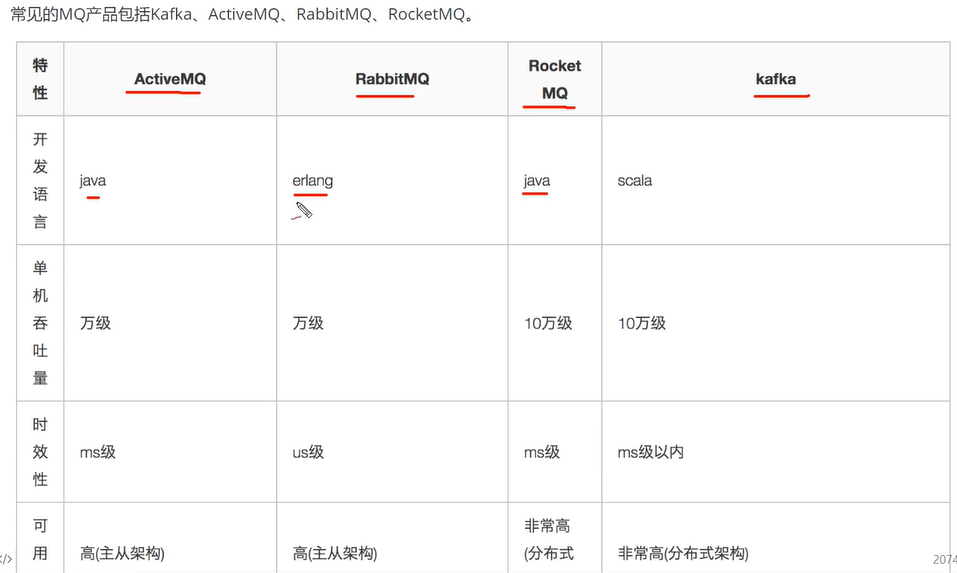 常见的MQ产品包括Kafka、ActiveMQ、RabbitMQ、RocketMQ。
特性 ActiveMQ RabbitMQ Rocket MQ kafka
开发语言 java erlang java scala
单机吞吐量 万级 万级 10万级 10万级
时效性 ms级 us级 ms级 ms级以内
可用 高(主从架构) 高(主从架构) 非常高(分布式 非常高(分布式架构)
</> 2074